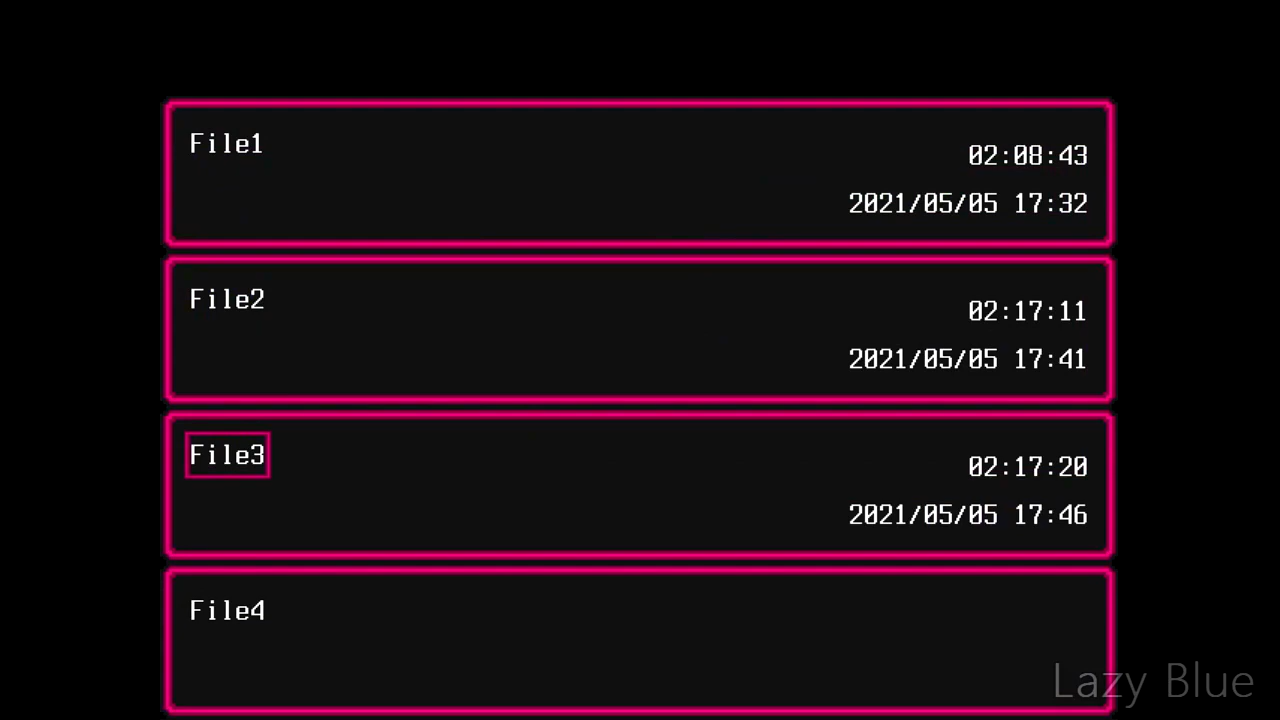 File1
02:08:43
2021/05/05 17:32
File2
02:17:11
2021/05/05 17:41
File3
02:17:20
2021/05/05 17:46
File4
Lazy Blue